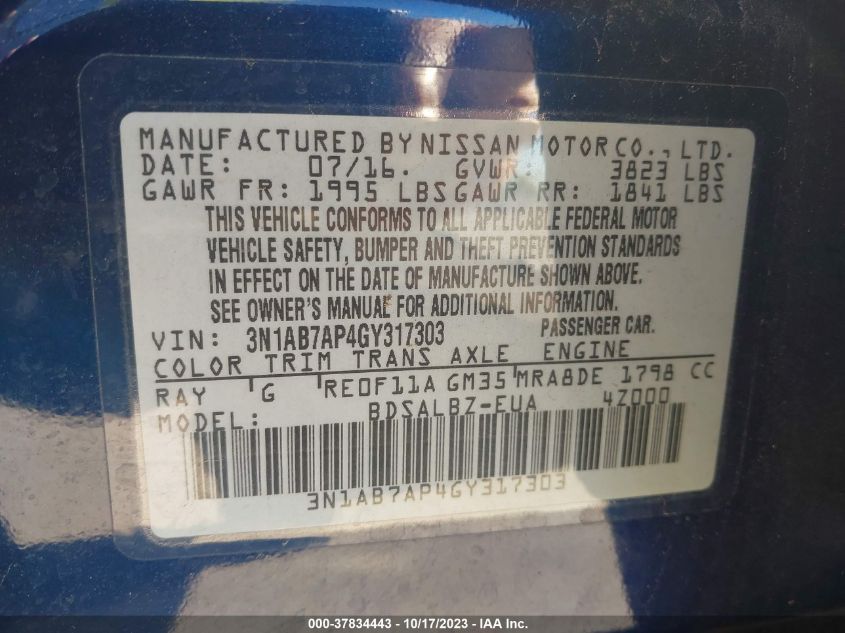 MANUFACTURED BY NISSAN MOTOR CO., LTD.
DATE: 07/16. GVWR: 3823 LBS
GAWR FR: 1995 LBS GAWR RR: 1841 LBS
THIS VEHICLE CONFORMS TO ALL APPLICABLE FEDERAL MOTOR
VEHICLE SAFETY, BUMPER AND THEFT PREVENTION STANDARDS
IN EFFECT ON THE DATE OF MANUFACTURE SHOWN ABOVE.
SEE OWNER'S MANUAL FOR ADDITIONAL INFORMATION.
VIN: 3N1AB7AP4GY317303 PASSENGER CAR.
COLOR TRIM TRANS AXLE ENGINE
RAY G RE0F11A GM35 MRA8DE 1798 CC
MODEL: BDSALBZ-EUA 4Z000
3N1AB7AP4GY317303
000-37834443 - 10/17/2023 - IAA Inc.